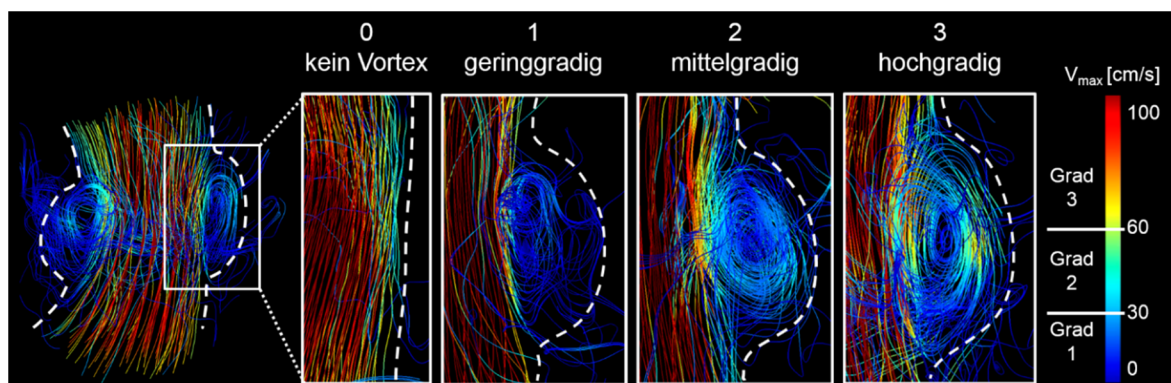 0
kein Vortex
1
geringgradig
2
mittelgradig
3
hochgradig
Vmax [cm/s]
100
Grad
3
60
Grad
2
30
Grad
1
0